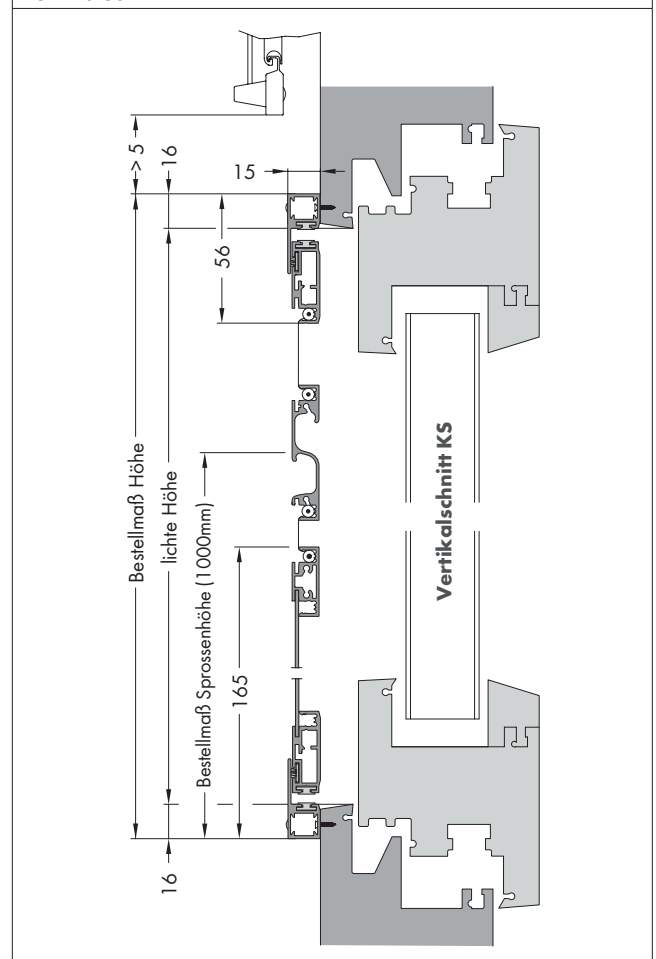 > 5
16
15
56
Bestellmaß Höhe
lichte Höhe
Bestellmaß Sprossenhöhe (1000mm)
165
16
Vertikalschnitt KS